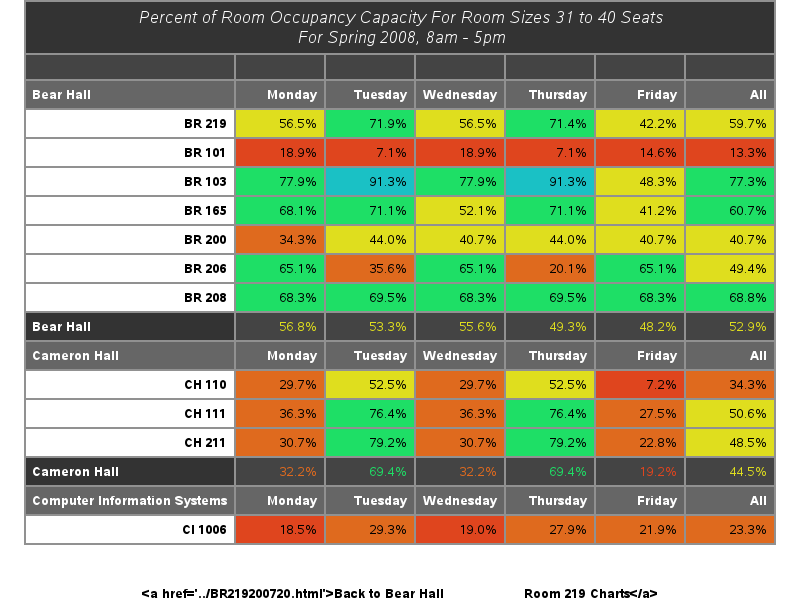 Percent of Room Occupancy Capacity For Room Sizes 31 to 40 Seats
For Spring 2008, 8am - 5pm
Bear Hall Monday Tuesday Wednesday Thursday Friday All
BR 219 56.5% 71.9% 56.5% 71.4% 42.2% 59.7%
BR 101 18.9% 7.1% 18.9% 7.1% 14.6% 13.3%
BR 103 77.9% 91.3% 77.9% 91.3% 48.3% 77.3%
BR 165 68.1% 71.1% 52.1% 71.1% 41.2% 60.7%
BR 200 34.3% 44.0% 40.7% 44.0% 40.7% 40.7%
BR 206 65.1% 35.6% 65.1% 20.1% 65.1% 49.4%
BR 208 68.3% 69.5% 68.3% 69.5% 68.3% 68.8%
Bear Hall 56.8% 53.3% 55.6% 49.3% 48.2% 52.9%
Cameron Hall Monday Tuesday Wednesday Thursday Friday All
CH 110 29.7% 52.5% 29.7% 52.5% 7.2% 34.3%
CH 111 36.3% 76.4% 36.3% 76.4% 27.5% 50.6%
CH 211 30.7% 79.2% 30.7% 79.2% 22.8% 48.5%
Cameron Hall 32.2% 69.4% 32.2% 69.4% 19.2% 44.5%
Computer Information Systems Monday Tuesday Wednesday Thursday Friday All
CI 1006 18.5% 29.3% 19.0% 27.9% 21.9% 23.3%
<a href='../BR219200720.html'>Back to Bear Hall Room 219 Charts</a>